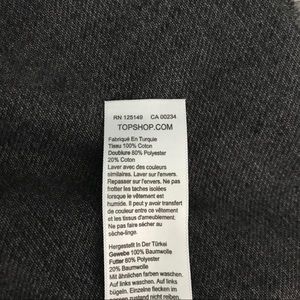 RN 125149 CA 00234
TOPSHOP.COM
Fabriqué En Turquie
Tissu 100% Coton
Doublure 80% Polyester
20% Coton
Laver avec des couleurs
similaires. Laver sur l'envers.
Repasser sur l'envers. Ne pas
frotter les taches isolées
lorsque le vêtement est
humide. Il peut y avoir transfert
de couleur entre ce vêtement
et les tissus d'ameublement.
Ne pas faire sécher au
sèche-linge.
Hergestellt In Der Türkei
Gewebe 100% Baumwolle
Futter 80% Polyester
20% Baumwolle
Mit ähnlichen farben waschen.
Auf links waschen. Auf links
bügeln. Einzelne flecken im
zustand nicht reiben.